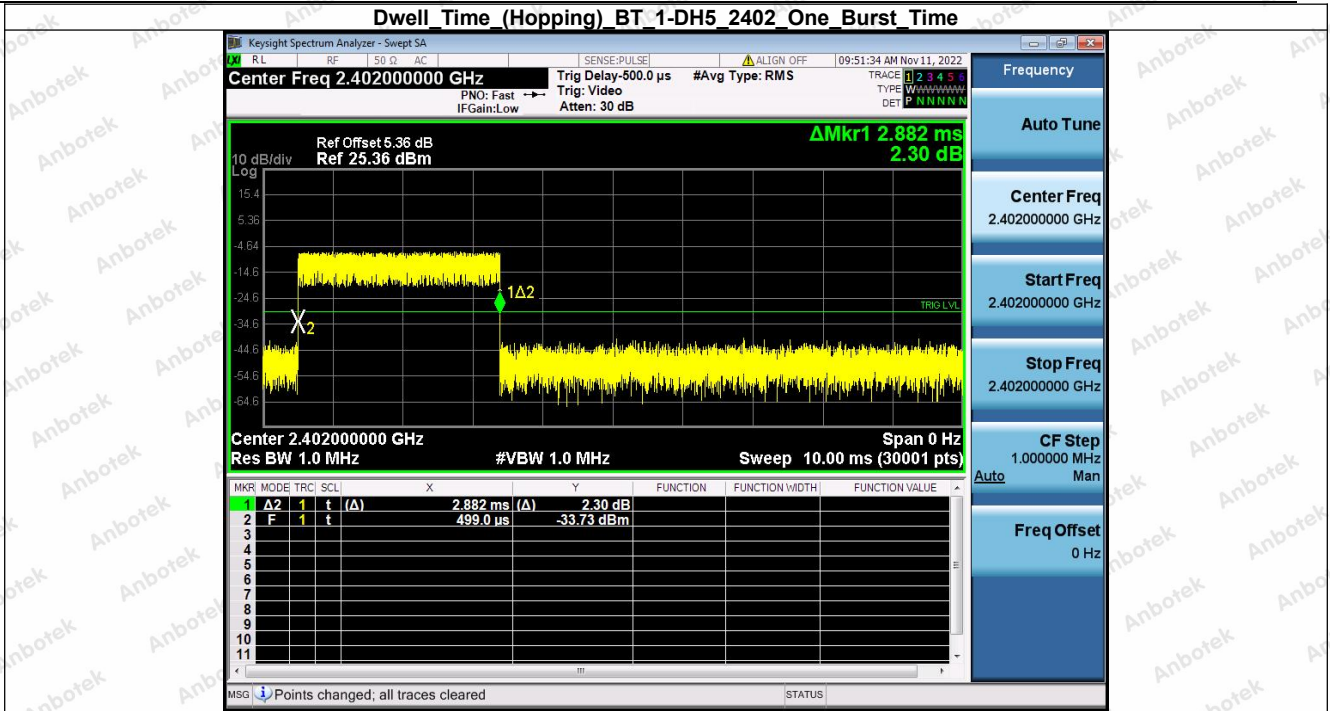 Dwell_Time_(Hopping)_BT_1-DH5_2402_One_Burst_Time
Keysight Spectrum Analyzer - Swept SA
LXI RL RF 50 Ω AC SENSE:PULSE ALIGN OFF 09:51:34 AM Nov 11, 2022
Center Freq 2.402000000 GHz
PNO: Fast
IFGain:Low
Trig Delay-500.0 µs
Trig: Video
Atten: 30 dB
#Avg Type: RMS
TRACE 1 2 3 4 5 6
TYPE WWWWWW
DET P N N N N N
ΔMkr1 2.882 ms
2.30 dB
Ref Offset 5.36 dB
10 dB/div Ref 25.36 dBm
Log
15.4
5.36
-4.64
-14.6
-24.6
-34.6
-44.6
-54.6
-64.6
1Δ2
X2
TRIG LVL
Center 2.402000000 GHz Span 0 Hz
Res BW 1.0 MHz #VBW 1.0 MHz Sweep 10.00 ms (30001 pts)
MKR MODE TRC SCL X Y FUNCTION FUNCTION WIDTH FUNCTION VALUE
1 Δ2 1 t (Δ) 2.882 ms (Δ) 2.30 dB
2 F 1 t 499.0 µs -33.73 dBm
3
4
5
6
7
8
9
10
11
MSG Points changed; all traces cleared STATUS
Frequency
Auto Tune
Center Freq
2.402000000 GHz
Start Freq
2.402000000 GHz
Stop Freq
2.402000000 GHz
CF Step
1.000000 MHz
Auto Man
Freq Offset
0 Hz
Anbotek